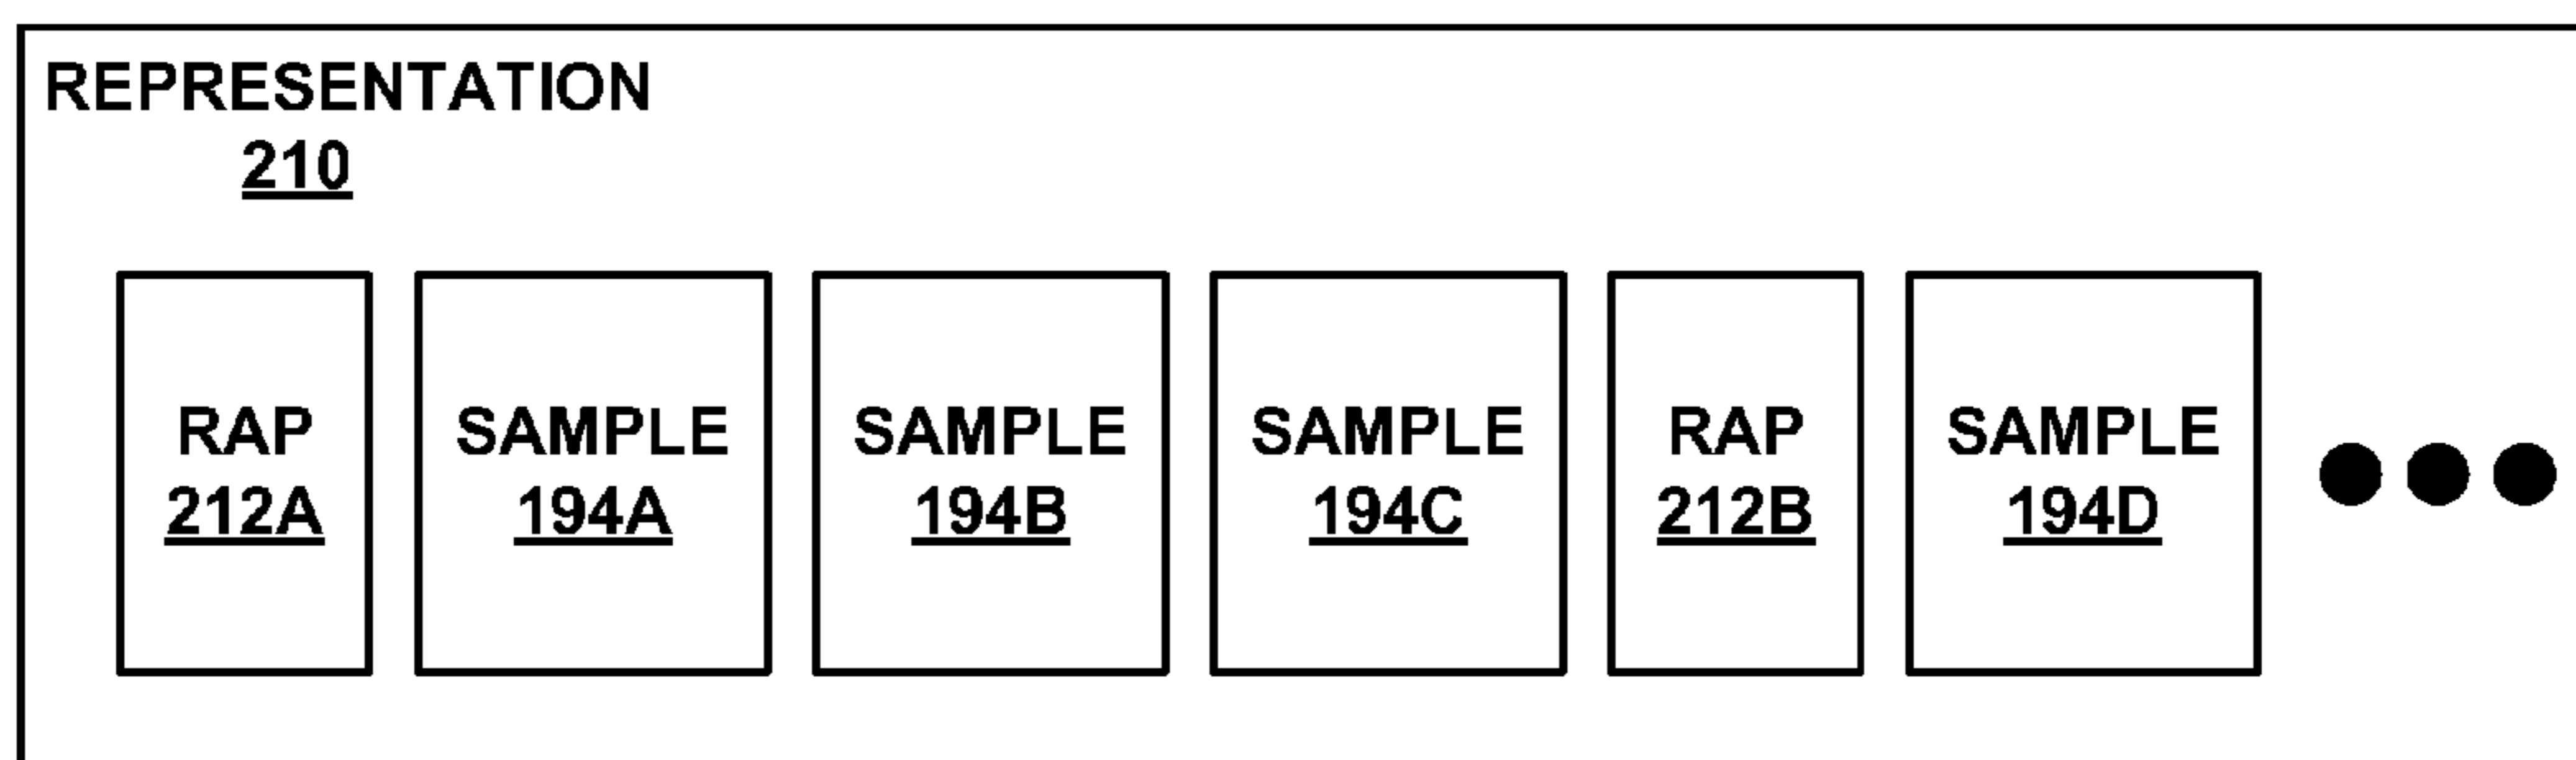 REPRESENTATION
210
RAP
212A
SAMPLE
194A
SAMPLE
194B
SAMPLE
194C
RAP
212B
SAMPLE
194D